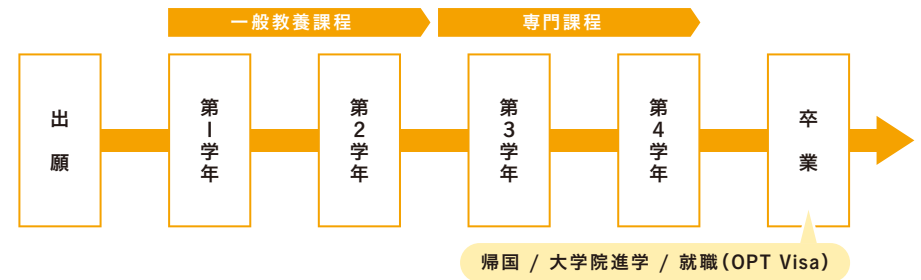 一般教養課程
専門課程
出願
第1学年
第2学年
第3学年
第4学年
卒業
帰国 / 大学院進学 / 就職(OPT Visa)